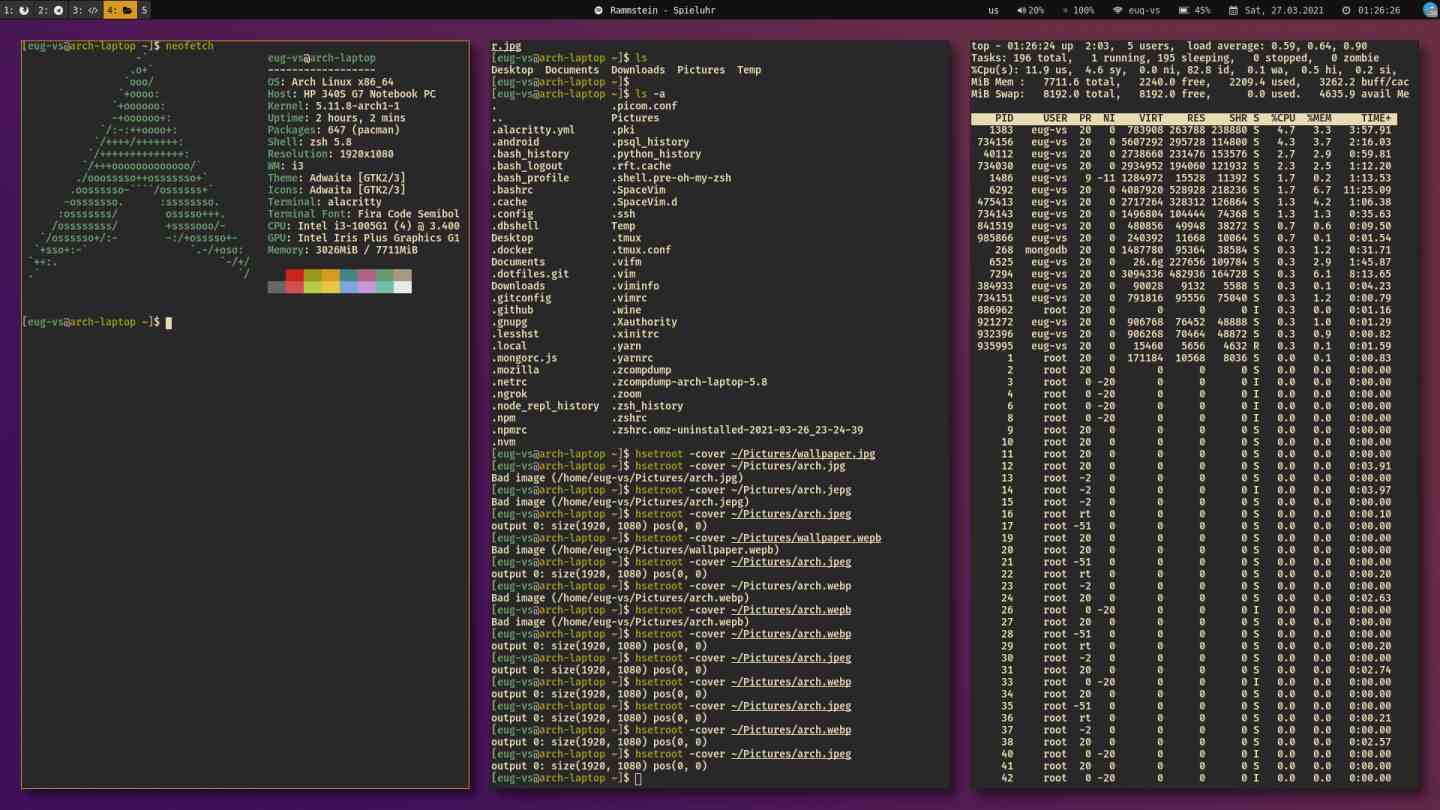 1: 2: 3: </> 4: 5 Rammstein - Spieluhr us 20% 100% eug-vs 45% Sat, 27.03.2021 01:26:26
[eug-vs@arch-laptop ~]$ neofetch
eug-vs@arch-laptop
-----------------
OS: Arch Linux x86_64
Host: HP 340S G7 Notebook PC
Kernel: 5.11.8-arch1-1
Uptime: 2 hours, 2 mins
Packages: 647 (pacman)
Shell: zsh 5.8
Resolution: 1920x1080
WM: i3
Theme: Adwaita [GTK2/3]
Icons: Adwaita [GTK2/3]
Terminal: alacritty
Terminal Font: Fira Code Semibol
CPU: Intel i3-1005G1 (4) @ 3.400
GPU: Intel Iris Plus Graphics G1
Memory: 3026MiB / 7711MiB
[eug-vs@arch-laptop ~]$
r.jpg
[eug-vs@arch-laptop ~]$ ls
Desktop Documents Downloads Pictures Temp
[eug-vs@arch-laptop ~]$
[eug-vs@arch-laptop ~]$ ls -a
. .picom.conf
.. Pictures
.alacritty.yml .pki
.android .psql_history
.bash_history .python_history
.bash_logout .rft.cache
.bash_profile .shell.pre-oh-my-zsh
.bashrc .SpaceVim
.cache .SpaceVim.d
.config .ssh
.dbshell Temp
Desktop .tmux
.docker .tmux.conf
Documents .vifm
.dotfiles.git .vim
Downloads .viminfo
.gitconfig .vimrc
.github .wine
.gnupg .Xauthority
.lesshst .xinitrc
.local .yarn
.mongorc.js .yarnrc
.mozilla .zcompdump
.netrc .zcompdump-arch-laptop-5.8
.ngrok .zoom
.node_repl_history .zsh_history
.npm .zshrc
.npmrc .zshrc.omz-uninstalled-2021-03-26_23-24-39
.nvm
[eug-vs@arch-laptop ~]$ hsetroot -cover ~/Pictures/wallpaper.jpg
[eug-vs@arch-laptop ~]$ hsetroot -cover ~/Pictures/arch.jpg
Bad image (/home/eug-vs/Pictures/arch.jpg)
[eug-vs@arch-laptop ~]$ hsetroot -cover ~/Pictures/arch.jepg
Bad image (/home/eug-vs/Pictures/arch.jepg)
[eug-vs@arch-laptop ~]$ hsetroot -cover ~/Pictures/arch.jpeg
output 0: size(1920, 1080) pos(0, 0)
[eug-vs@arch-laptop ~]$ hsetroot -cover ~/Pictures/wallpaper.wepb
Bad image (/home/eug-vs/Pictures/wallpaper.wepb)
[eug-vs@arch-laptop ~]$ hsetroot -cover ~/Pictures/arch.jpeg
output 0: size(1920, 1080) pos(0, 0)
[eug-vs@arch-laptop ~]$ hsetroot -cover ~/Pictures/arch.webp
Bad image (/home/eug-vs/Pictures/arch.webp)
[eug-vs@arch-laptop ~]$ hsetroot -cover ~/Pictures/arch.wepb
Bad image (/home/eug-vs/Pictures/arch.wepb)
[eug-vs@arch-laptop ~]$ hsetroot -cover ~/Pictures/arch.webp
output 0: size(1920, 1080) pos(0, 0)
[eug-vs@arch-laptop ~]$ hsetroot -cover ~/Pictures/arch.jpeg
output 0: size(1920, 1080) pos(0, 0)
[eug-vs@arch-laptop ~]$ hsetroot -cover ~/Pictures/arch.webp
output 0: size(1920, 1080) pos(0, 0)
[eug-vs@arch-laptop ~]$ hsetroot -cover ~/Pictures/arch.jpeg
output 0: size(1920, 1080) pos(0, 0)
[eug-vs@arch-laptop ~]$ hsetroot -cover ~/Pictures/arch.webp
output 0: size(1920, 1080) pos(0, 0)
[eug-vs@arch-laptop ~]$ hsetroot -cover ~/Pictures/arch.jpeg
output 0: size(1920, 1080) pos(0, 0)
[eug-vs@arch-laptop ~]$
top - 01:26:24 up 2:03, 5 users, load average: 0.59, 0.64, 0.90
Tasks: 196 total, 1 running, 195 sleeping, 0 stopped, 0 zombie
%Cpu(s): 11.9 us, 4.6 sy, 0.0 ni, 82.8 id, 0.1 wa, 0.5 hi, 0.2 si,
MiB Mem : 7711.6 total, 2240.0 free, 2209.4 used, 3262.2 buff/cac
MiB Swap: 8192.0 total, 8192.0 free, 0.0 used. 4635.9 avail Me
PID USER PR NI VIRT RES SHR S %CPU %MEM TIME+
1383 eug-vs 20 0 783908 263788 238880 S 4.7 3.3 3:57.91
734156 eug-vs 20 0 5607292 295728 114800 S 4.3 3.7 2:16.03
40112 eug-vs 20 0 2738660 231476 153576 S 2.7 2.9 0:59.81
734030 eug-vs 20 0 2934952 194060 121932 S 2.3 2.5 1:12.20
1486 eug-vs 9 -11 1284972 15528 11392 S 1.7 0.2 1:13.53
6292 eug-vs 20 0 4087920 528928 218236 S 1.7 6.7 11:25.09
475413 eug-vs 20 0 2717264 328312 126864 S 1.3 4.2 1:06.38
734143 eug-vs 20 0 1496804 104444 74368 S 1.3 1.3 0:35.63
841519 eug-vs 20 0 480856 49948 38272 S 0.7 0.6 0:09.50
985866 eug-vs 20 0 240392 11668 10064 S 0.7 0.1 0:01.54
268 mongodb 20 0 1487780 95364 38584 S 0.3 1.2 0:31.71
6525 eug-vs 20 0 26.6g 227656 109784 S 0.3 2.9 1:45.87
7294 eug-vs 20 0 3094336 482936 164728 S 0.3 6.1 8:13.65
384933 eug-vs 20 0 90028 9132 5588 S 0.3 0.1 0:04.23
734151 eug-vs 20 0 791816 95556 75040 S 0.3 1.2 0:00.79
886962 root 20 0 0 0 0 I 0.3 0.0 0:01.16
921272 eug-vs 20 0 906768 76452 48888 S 0.3 1.0 0:01.29
932396 eug-vs 20 0 906268 70464 48872 S 0.3 0.9 0:00.82
935995 eug-vs 20 0 15460 5656 4632 R 0.3 0.1 0:01.59
1 root 20 0 171184 10568 8036 S 0.0 0.1 0:00.83
2 root 20 0 0 0 0 S 0.0 0.0 0:00.00
3 root 0 -20 0 0 0 I 0.0 0.0 0:00.00
4 root 0 -20 0 0 0 I 0.0 0.0 0:00.00
6 root 0 -20 0 0 0 I 0.0 0.0 0:00.00
8 root 0 -20 0 0 0 I 0.0 0.0 0:00.00
9 root 20 0 0 0 0 S 0.0 0.0 0:00.00
10 root 20 0 0 0 0 S 0.0 0.0 0:00.00
11 root 20 0 0 0 0 S 0.0 0.0 0:00.00
12 root 20 0 0 0 0 S 0.0 0.0 0:03.91
13 root -2 0 0 0 0 S 0.0 0.0 0:00.00
14 root -2 0 0 0 0 I 0.0 0.0 0:03.97
15 root -2 0 0 0 0 S 0.0 0.0 0:00.00
16 root rt 0 0 0 0 S 0.0 0.0 0:00.10
17 root -51 0 0 0 0 S 0.0 0.0 0:00.00
19 root 20 0 0 0 0 S 0.0 0.0 0:00.00
20 root 20 0 0 0 0 S 0.0 0.0 0:00.00
21 root -51 0 0 0 0 S 0.0 0.0 0:00.00
22 root rt 0 0 0 0 S 0.0 0.0 0:00.20
23 root -2 0 0 0 0 S 0.0 0.0 0:00.00
24 root 20 0 0 0 0 S 0.0 0.0 0:02.63
26 root 0 -20 0 0 0 I 0.0 0.0 0:00.00
27 root 20 0 0 0 0 S 0.0 0.0 0:00.00
28 root -51 0 0 0 0 S 0.0 0.0 0:00.00
29 root rt 0 0 0 0 S 0.0 0.0 0:00.20
30 root -2 0 0 0 0 S 0.0 0.0 0:00.00
31 root 20 0 0 0 0 S 0.0 0.0 0:02.74
33 root 0 -20 0 0 0 I 0.0 0.0 0:00.00
34 root 20 0 0 0 0 S 0.0 0.0 0:00.00
35 root -51 0 0 0 0 S 0.0 0.0 0:00.00
36 root rt 0 0 0 0 S 0.0 0.0 0:00.21
37 root -2 0 0 0 0 S 0.0 0.0 0:00.00
38 root 20 0 0 0 0 S 0.0 0.0 0:02.57
40 root 0 -20 0 0 0 I 0.0 0.0 0:00.00
41 root 20 0 0 0 0 S 0.0 0.0 0:00.00
42 root 0 -20 0 0 0 I 0.0 0.0 0:00.00